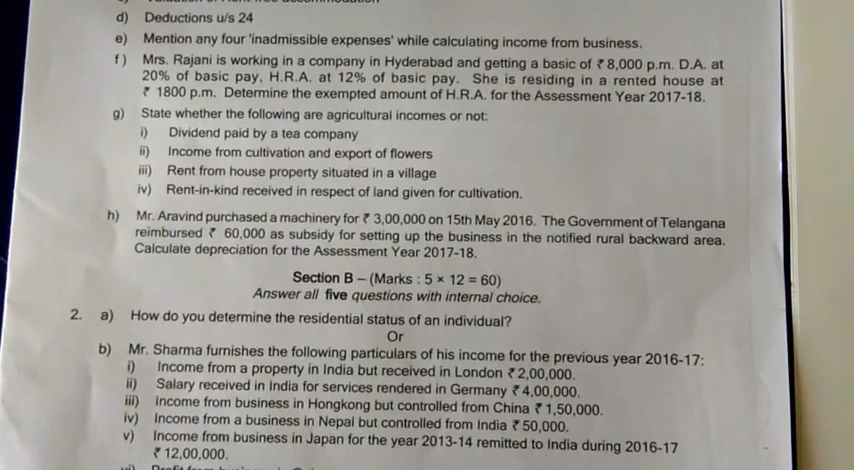 d) Deductions u/s 24
e) Mention any four 'inadmissible expenses' while calculating income from business.
f) Mrs. Rajani is working in a company in Hyderabad and getting a basic of ₹ 8,000 p.m. D.A. at
20% of basic pay, H.R.A. at 12% of basic pay. She is residing in a rented house at
₹ 1800 p.m. Determine the exempted amount of H.R.A. for the Assessment Year 2017-18.
g) State whether the following are agricultural incomes or not:
i) Dividend paid by a tea company
ii) Income from cultivation and export of flowers
iii) Rent from house property situated in a village
iv) Rent-in-kind received in respect of land given for cultivation.
h) Mr. Aravind purchased a machinery for ₹ 3,00,000 on 15th May 2016. The Government of Telangana
reimbursed ₹ 60,000 as subsidy for setting up the business in the notified rural backward area.
Calculate depreciation for the Assessment Year 2017-18.
Section B – (Marks : 5 × 12 = 60)
Answer all five questions with internal choice.
2. a) How do you determine the residential status of an individual?
Or
b) Mr. Sharma furnishes the following particulars of his income for the previous year 2016-17:
i) Income from a property in India but received in London ₹ 2,00,000.
ii) Salary received in India for services rendered in Germany ₹ 4,00,000.
iii) Income from business in Hongkong but controlled from China ₹ 1,50,000.
iv) Income from a business in Nepal but controlled from India ₹ 50,000.
v) Income from business in Japan for the year 2013-14 remitted to India during 2016-17
₹ 12,00,000.